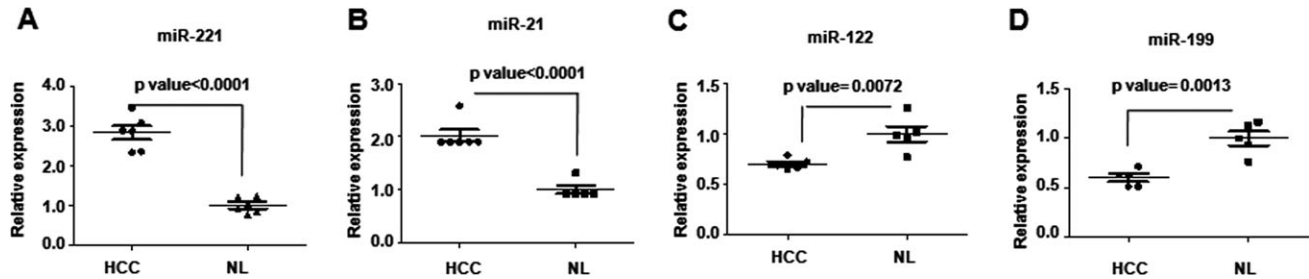 A
miR-221
p value<0.0001
Relative expression
4.0
3.0
2.0
1.0
0.0
HCC NL
B
miR-21
p value<0.0001
Relative expression
3.0
2.0
1.0
0.0
HCC NL
C
miR-122
p value= 0.0072
Relative expression
1.5
1.0
0.5
0.0
HCC NL
D
miR-199
p value= 0.0013
Relative expression
1.5
1.0
0.5
0.0
HCC NL